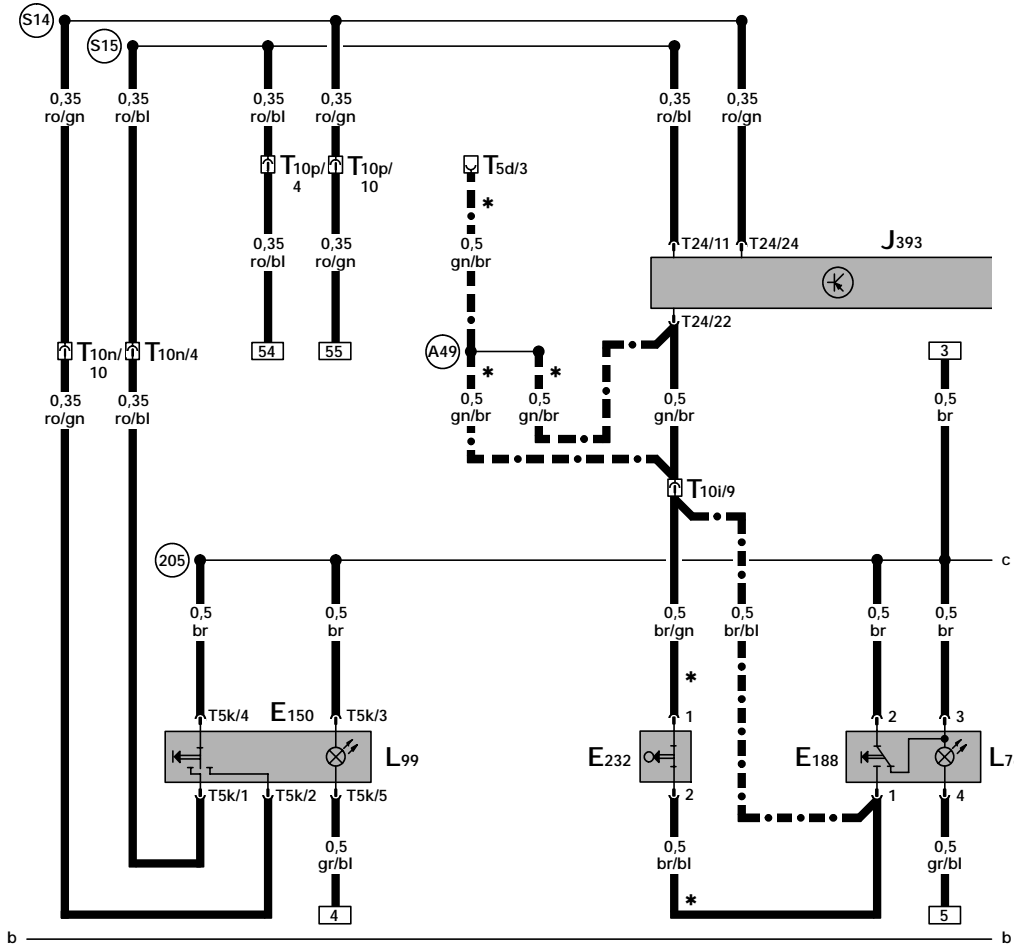 S14
S15
0,35 0,35 0,35 0,35 0,35 0,35
ro/gn ro/bl ro/bl ro/gn ro/bl ro/gn
T10p/ T10p/ T5d/3
4 10
*
0,35 0,35 0,5 T24/11 T24/24 J393
ro/bl ro/gn gn/br
T24/22
T10n/ T10n/4 54 55 A49 3
10
* *
0,35 0,35 0,5 0,5 0,5 0,5
ro/gn ro/bl gn/br gn/br gn/br br
T10i/9
205 c
0,5 0,5 0,5 0,5 0,5 0,5
br br br/gn br/bl br br
*
T5k/4 E150 T5k/3 1 2 3
L99 E232 E188 L7
T5k/1 T5k/2 T5k/5 2 1 4
0,5 0,5 0,5
gr/bl br/bl gr/bl
*
4 5
b b